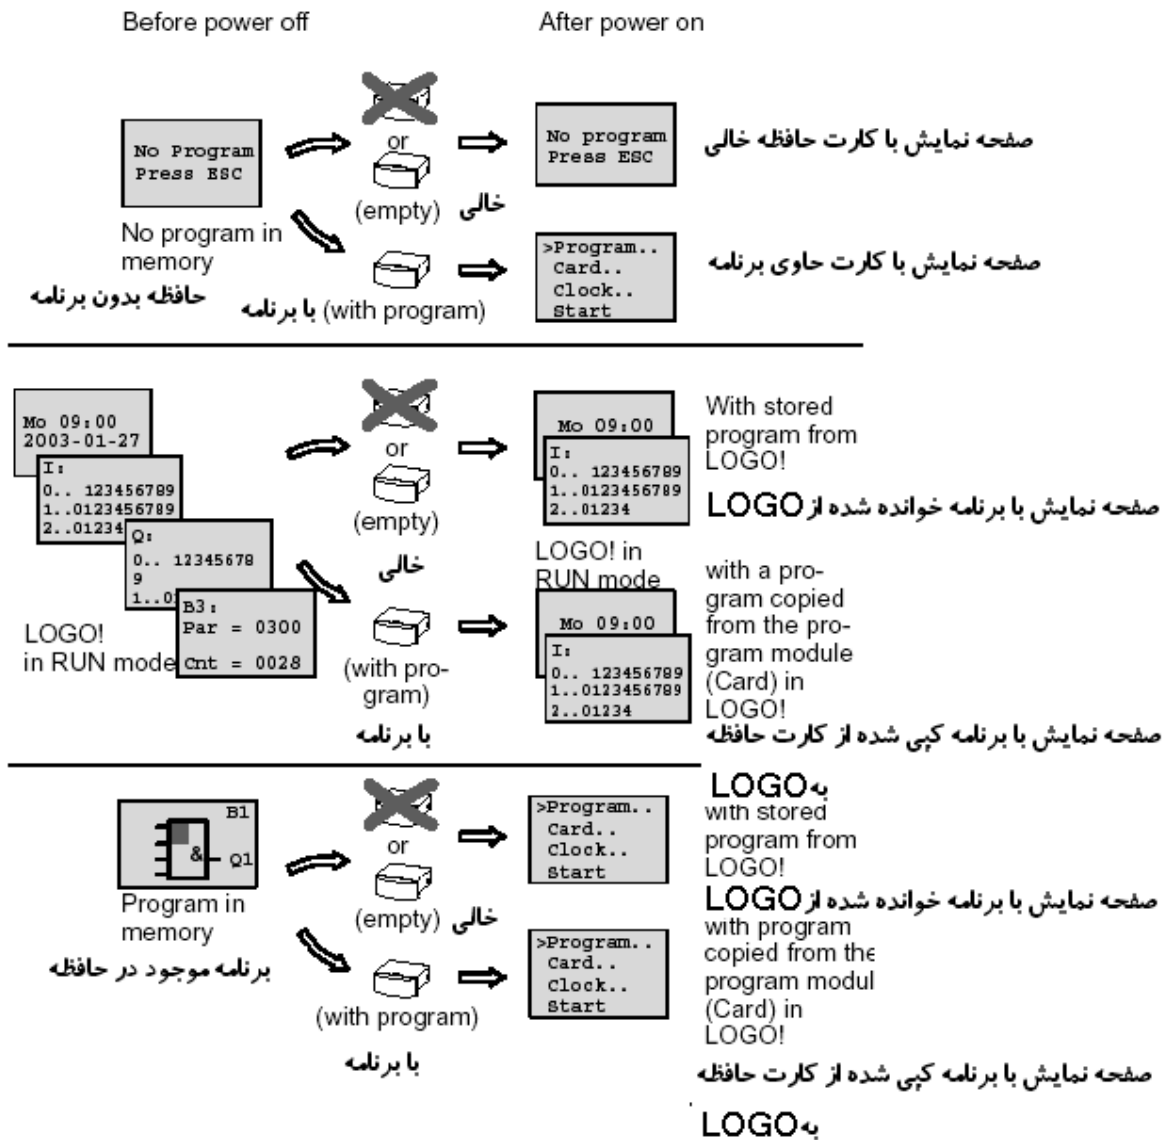 Before power off
After power on
No Program
Press ESC
or
(empty) خالی
No program
Press ESC
صفحه نمایش با کارت حافظه خالی
No program in
memory
حافظه بدون برنامه
با برنامه (with program)
>Program..
Card..
Clock..
Start
صفحه نمایش با کارت حاوی برنامه
Mo 09:00
2003-01-27
I:
0.. 123456789
1..0123456789
2..01234
Q:
0.. 12345678
9
1..0
B3:
Par = 0300
Cnt = 0028
LOGO!
in RUN mode
or
(empty)
خالی
(with pro-
gram)
با برنامه
Mo 09:00
I:
0.. 123456789
1..0123456789
2..01234
With stored
program from
LOGO!
صفحه نمایش با برنامه خوانده شده از LOGO
LOGO! in
RUN mode
Mo 09:00
I:
0.. 123456789
1..0123456789
2..01234
with a pro-
gram copied
from the pro-
gram module
(Card) in
LOGO!
صفحه نمایش با برنامه کپی شده از کارت حافظه
به LOGO
B1
&
Q1
Program in
memory
برنامه موجود در حافظه
or
(empty) خالی
(with program)
با برنامه
>Program..
Card..
Clock..
Start
with stored
program from
LOGO!
صفحه نمایش با برنامه خوانده شده از LOGO
>Program..
Card..
Clock..
Start
with program
copied from the
program modul
(Card) in
LOGO!
صفحه نمایش با برنامه کپی شده از کارت حافظه
به LOGO